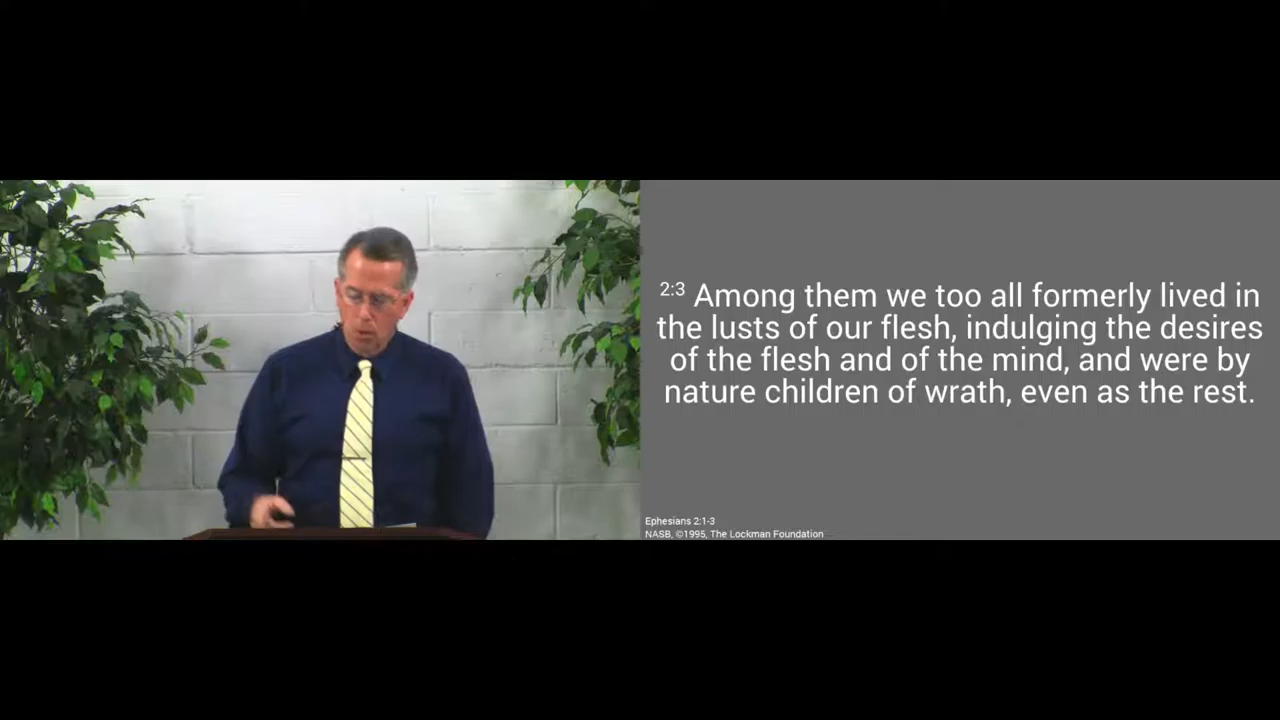 2:3 Among them we too all formerly lived in
the lusts of our flesh, indulging the desires
of the flesh and of the mind, and were by
nature children of wrath, even as the rest.
Ephesians 2:1-3
NASB, ©1995, The Lockman Foundation